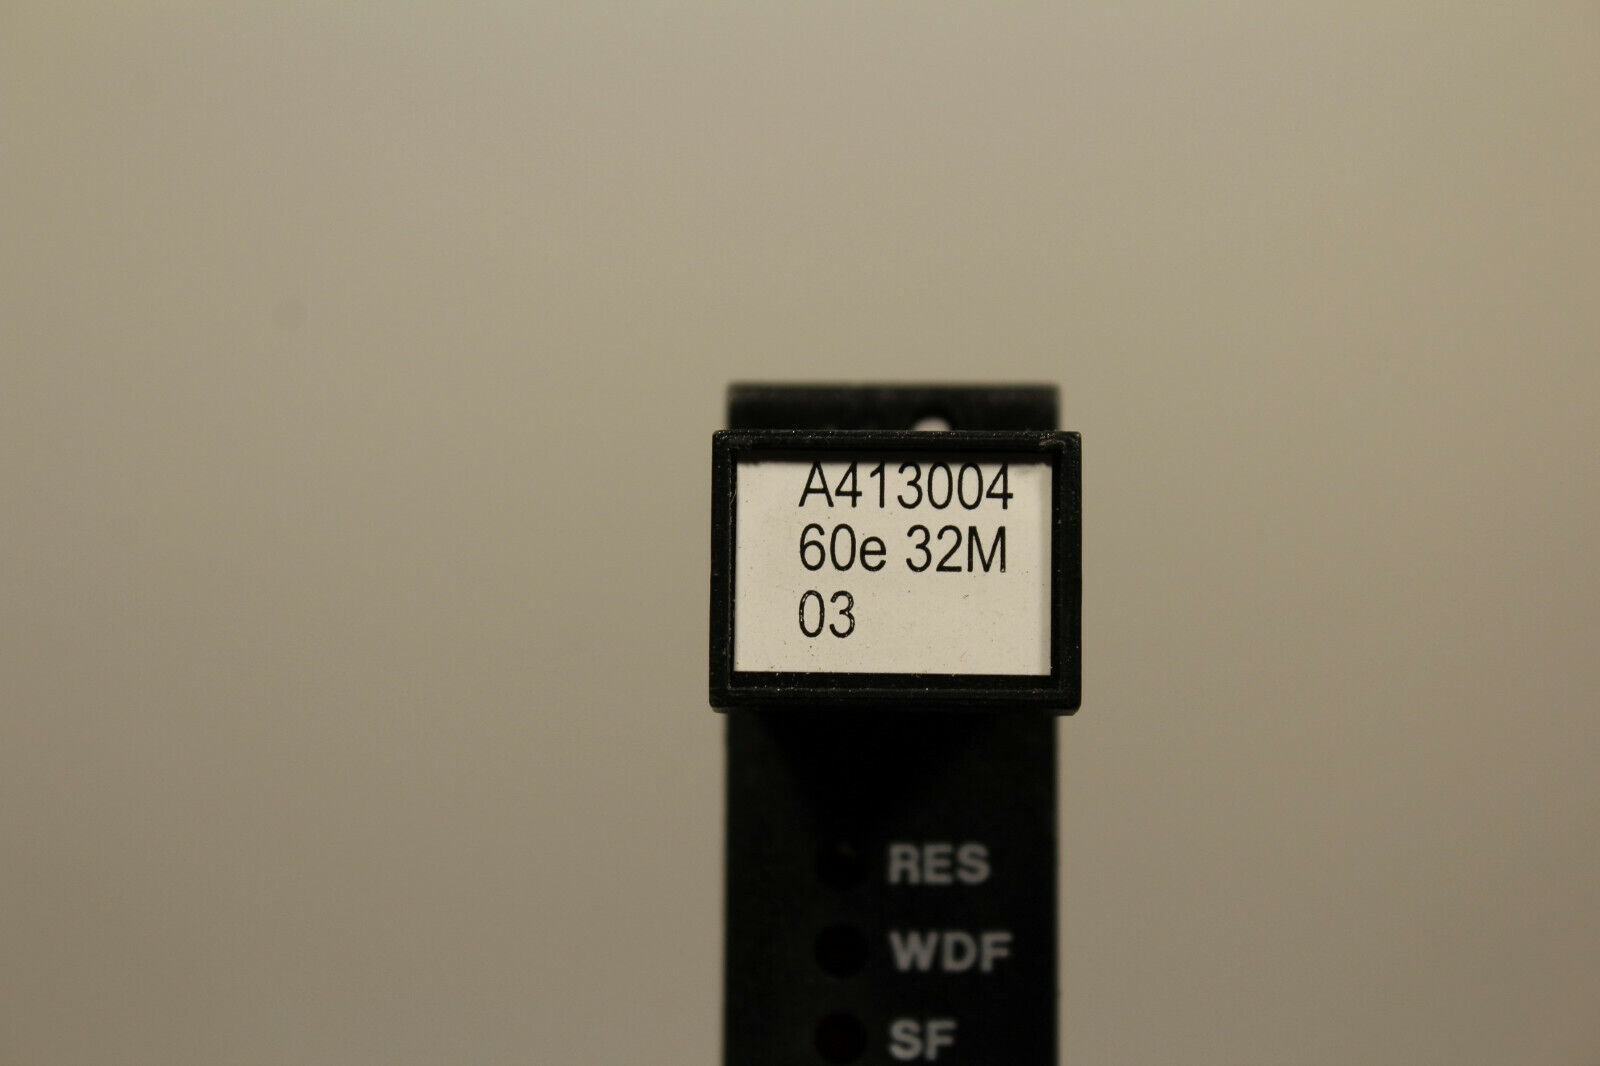 A413004
60e 32M
03
RES
WDF
SF